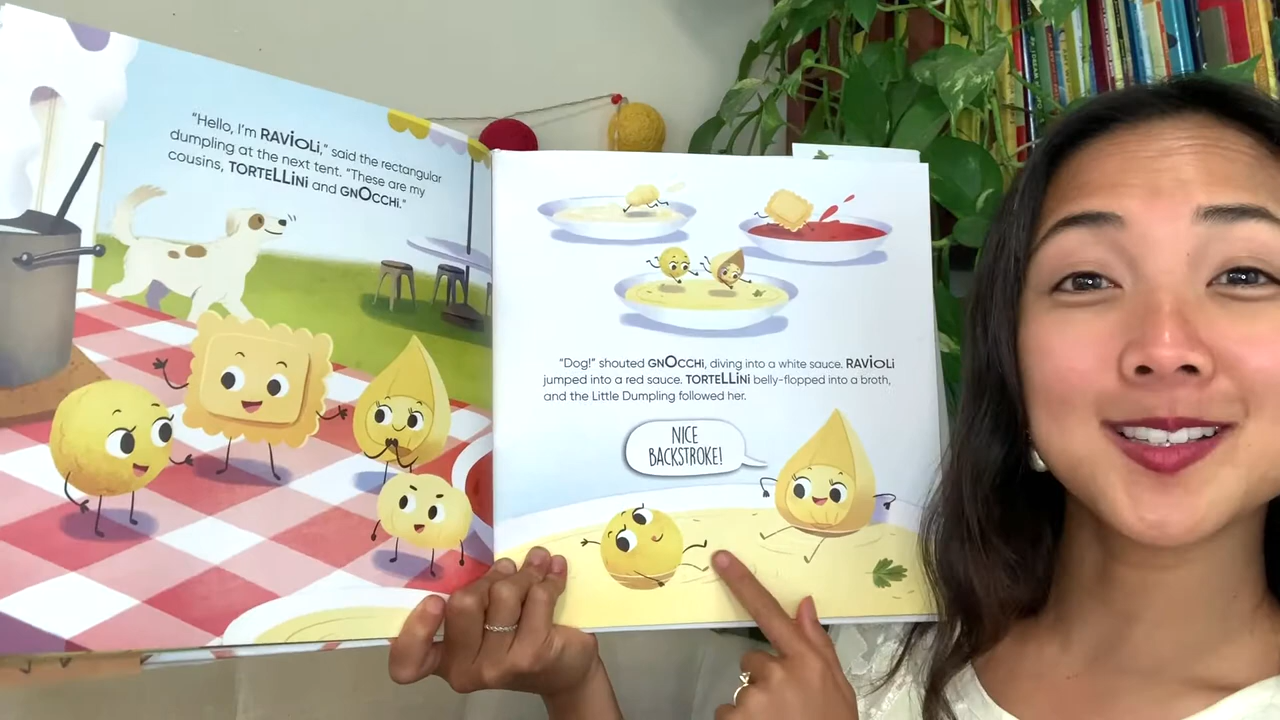 "Hello, I'm RAViOLi," said the rectangular
dumpling at the next tent. "These are my
cousins, TORTELLiNi and GNOCCHi."
"Dog!" shouted GNOCCHi, diving into a white sauce. RAViOLi
jumped into a red sauce. TORTELLiNi belly-flopped into a broth,
and the Little Dumpling followed her.
NICE
BACKSTROKE!